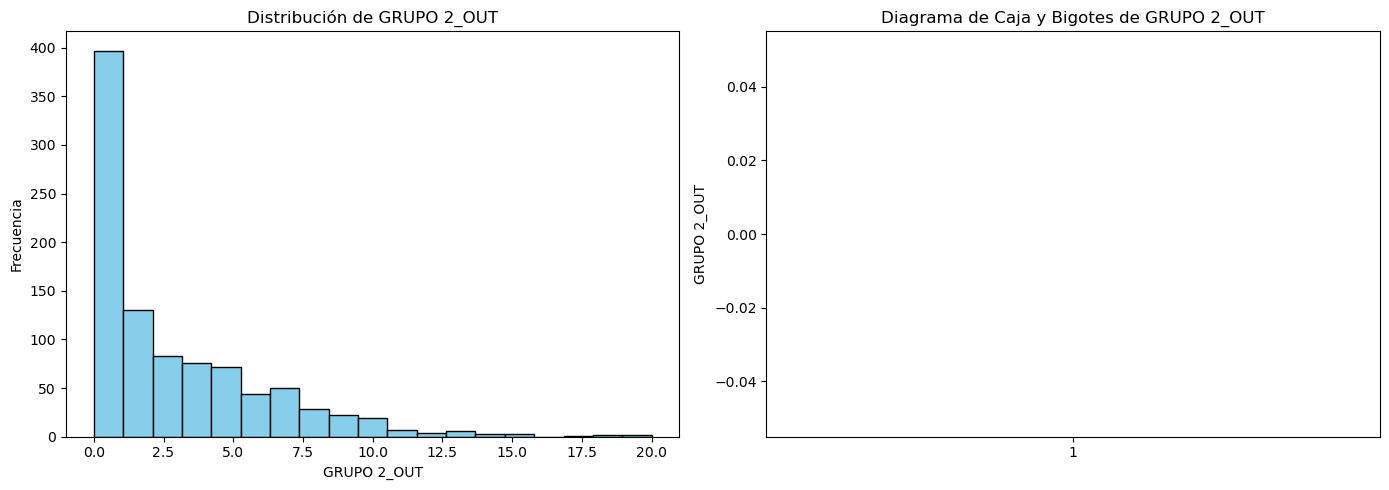 Distribución de GRUPO 2_OUT
400
350
300
250
200
150
100
50
0
Frecuencia
0.0 2.5 5.0 7.5 10.0 12.5 15.0 17.5 20.0
GRUPO 2_OUT
Diagrama de Caja y Bigotes de GRUPO 2_OUT
0.04
0.02
0.00
−0.02
−0.04
GRUPO 2_OUT
1